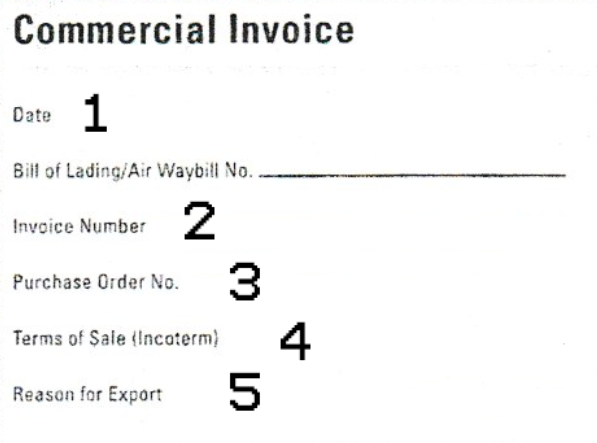 Commercial Invoice
Date 1
Bill of Lading/Air Waybill No.
Invoice Number 2
Purchase Order No. 3
Terms of Sale (Incoterm) 4
Reason for Export 5